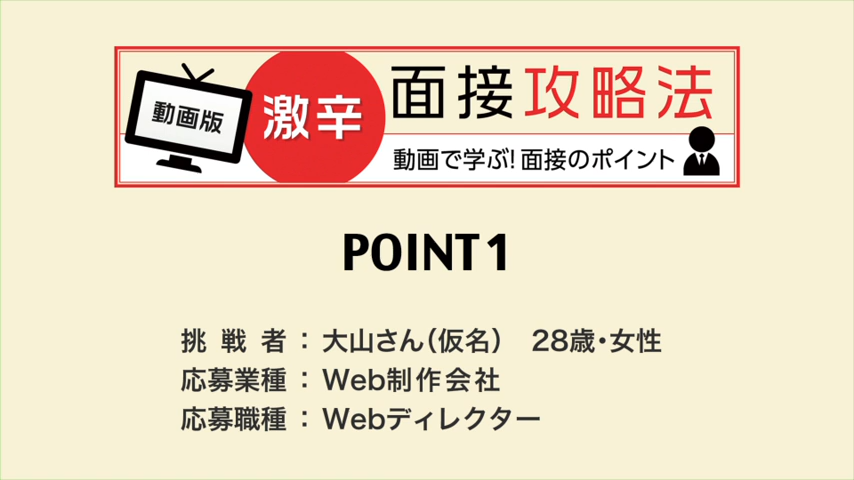 動画版
激辛
面接攻略法
動画で学ぶ!面接のポイント
POINT1
挑戦者:大山さん(仮名) 28歳・女性
応募業種:Web制作会社
応募職種:Webディレクター